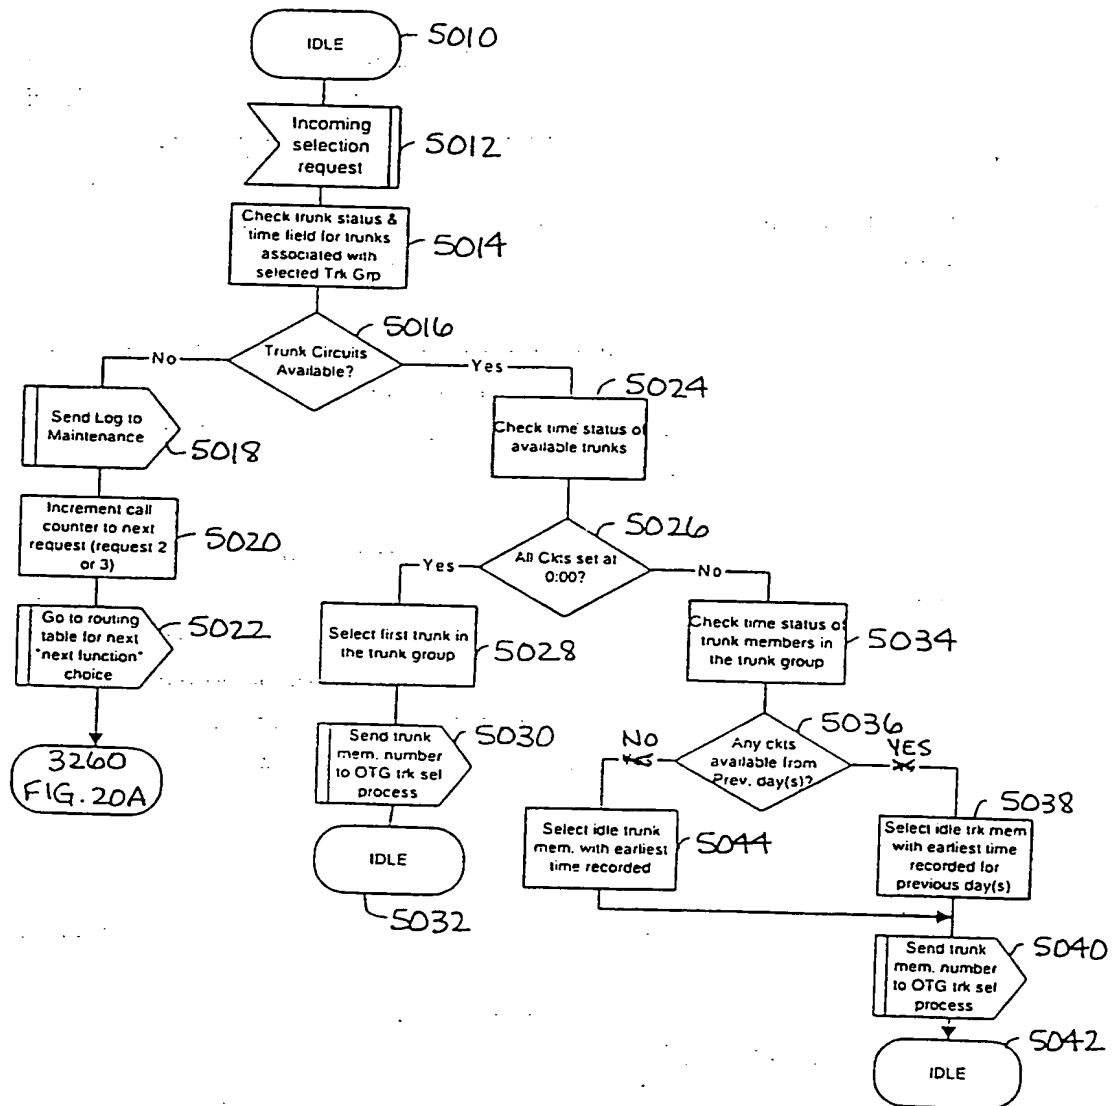 IDLE
5010
Incoming
selection
request
5012
Check trunk status &
time field for trunks
associated with
selected Trk Grp
5014
5016
Trunk Circuits
Available?
No
Yes
Send Log to
Maintenance
5018
5024
Check time status of
available trunks
Increment call
counter to next
request (request 2
or 3)
5020
5026
All Ckts set at
0:00?
Yes
No
Go to routing
table for next
"next function"
choice
5022
Select first trunk in
the trunk group
5028
Check time status of
trunk members in
the trunk group
5034
3260
FIG. 20A
Send trunk
mem. number
to OTG trk sel
process
5030
5036
Any ckts
available from
Prev. day(s)?
NO
YES
IDLE
5032
Select idle trunk
mem. with earliest
time recorded
5044
5038
Select idle trk mem
with earliest time
recorded for
previous day(s)
Send trunk
mem. number
to OTG trk sel
process
5040
5042
IDLE